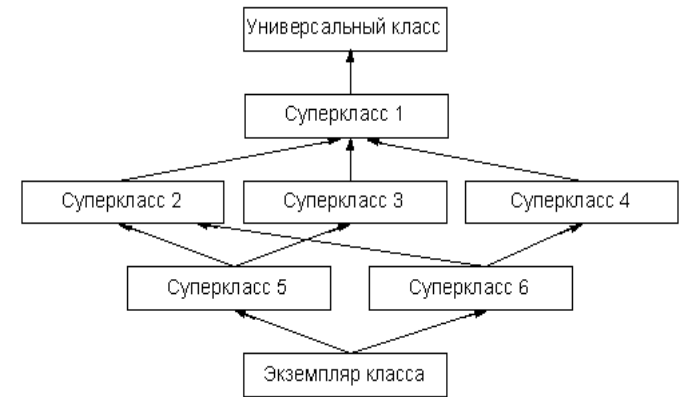 Универсальный класс
Суперкласс 1
Суперкласс 2
Суперкласс 3
Суперкласс 4
Суперкласс 5
Суперкласс 6
Экземпляр класса